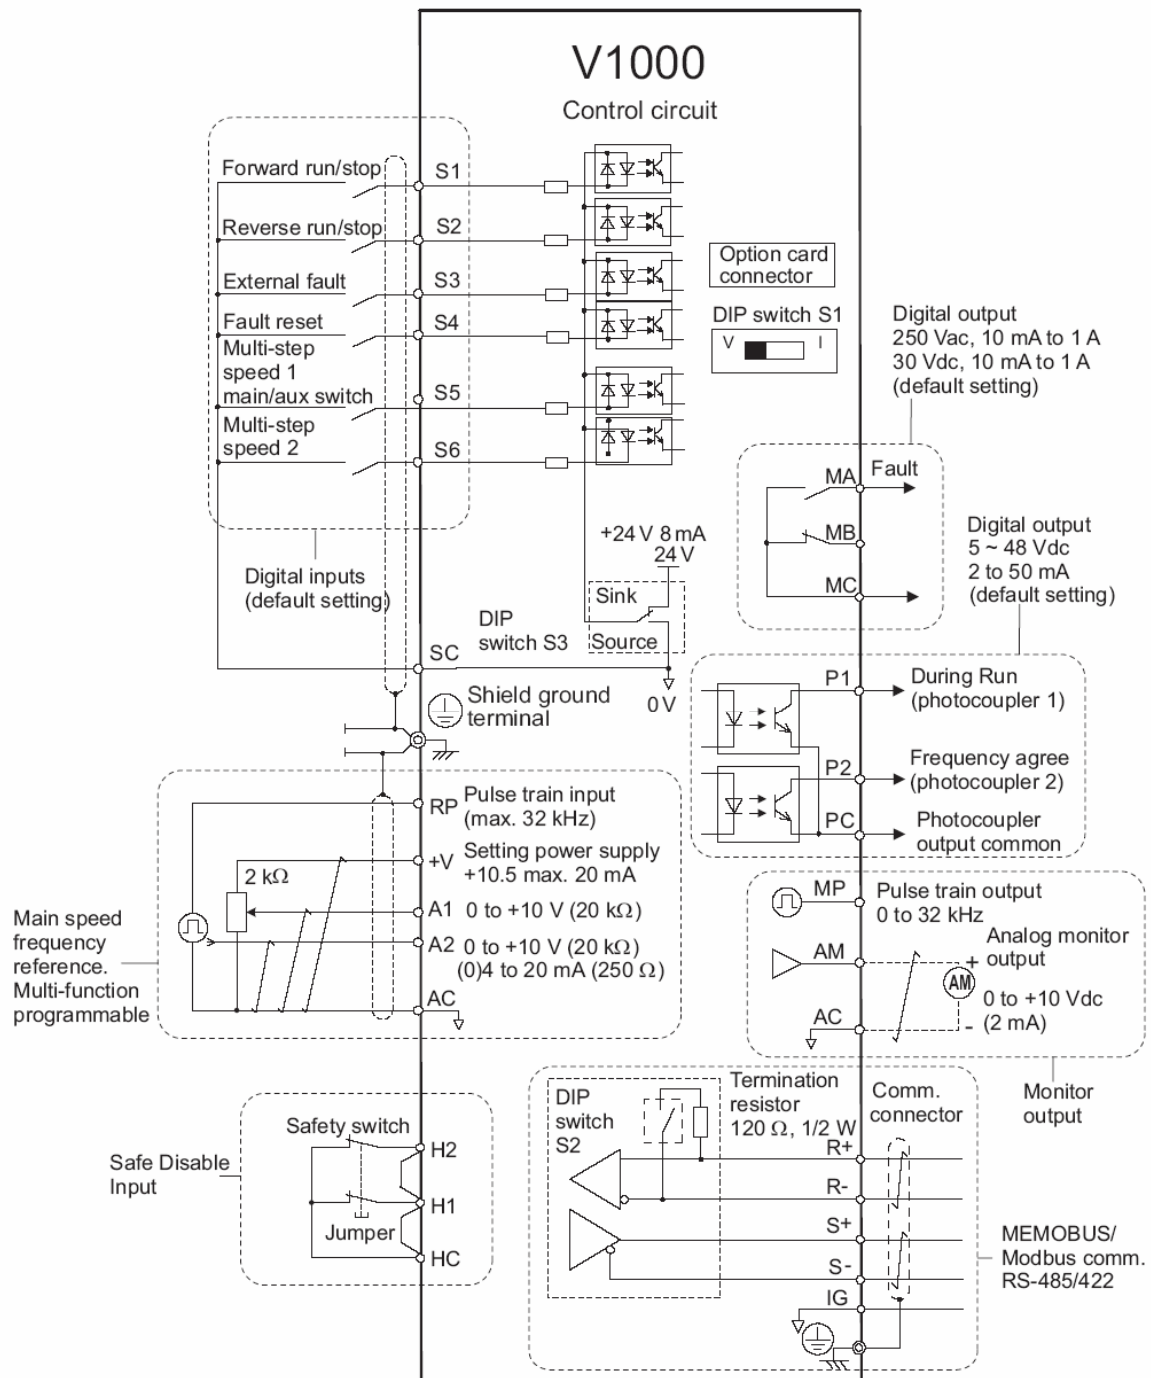 V1000
Control circuit
Forward run/stop
S1
Reverse run/stop
S2
External fault
S3
Fault reset
S4
Multi-step
speed 1
main/aux switch
S5
Multi-step
speed 2
S6
Digital inputs
(default setting)
Option card
connector
DIP switch S1
V
I
+24 V 8 mA
24 V
Sink
Source
DIP
switch S3
SC
0 V
Shield ground
terminal
Digital output
250 Vac, 10 mA to 1 A
30 Vdc, 10 mA to 1 A
(default setting)
MA
Fault
MB
MC
Digital output
5 ~ 48 Vdc
2 to 50 mA
(default setting)
P1
During Run
(photocoupler 1)
P2
Frequency agree
(photocoupler 2)
PC
Photocoupler
output common
RP
Pulse train input
(max. 32 kHz)
+V
Setting power supply
+10.5 max. 20 mA
2 kΩ
A1
0 to +10 V (20 kΩ)
A2
0 to +10 V (20 kΩ)
(0)4 to 20 mA (250 Ω)
AC
Main speed
frequency
reference.
Multi-function
programmable
MP
Pulse train output
0 to 32 kHz
AM
Analog monitor
output
+
AM
0 to +10 Vdc
(2 mA)
-
AC
Monitor
output
Safe Disable
Input
Safety switch
H2
H1
Jumper
HC
DIP
switch
S2
Termination
resistor
120 Ω, 1/2 W
Comm.
connector
R+
R-
S+
S-
IG
MEMOBUS/
Modbus comm.
RS-485/422